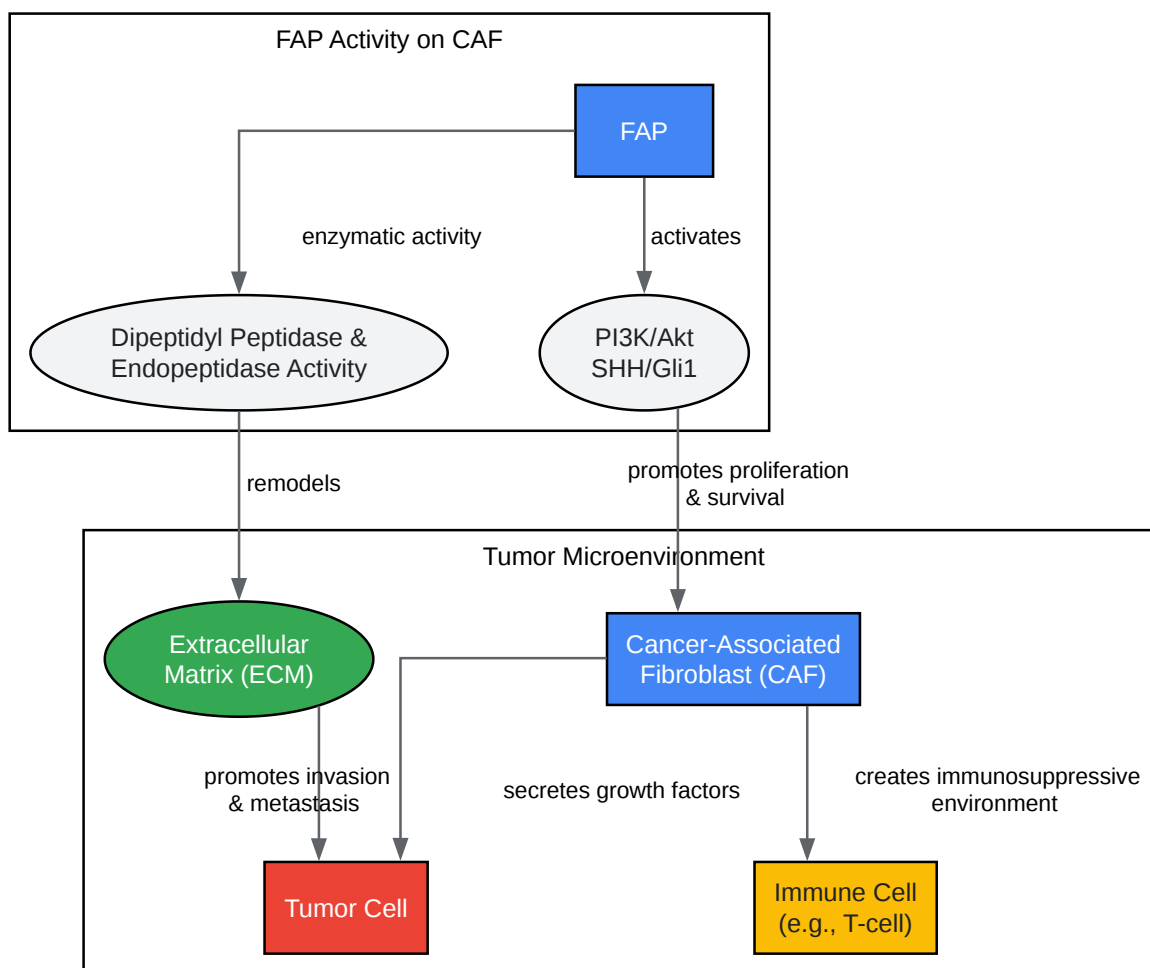 FAP Activity on CAF
FAP
enzymatic activity
activates
Dipeptidyl Peptidase &
Endopeptidase Activity
PI3K/Akt
SHH/Gli1
remodels
promotes proliferation
& survival
Tumor Microenvironment
Extracellular
Matrix (ECM)
Cancer-Associated
Fibroblast (CAF)
promotes invasion
& metastasis
secretes growth factors
creates immunosuppressive
environment
Tumor Cell
Immune Cell
(e.g., T-cell)